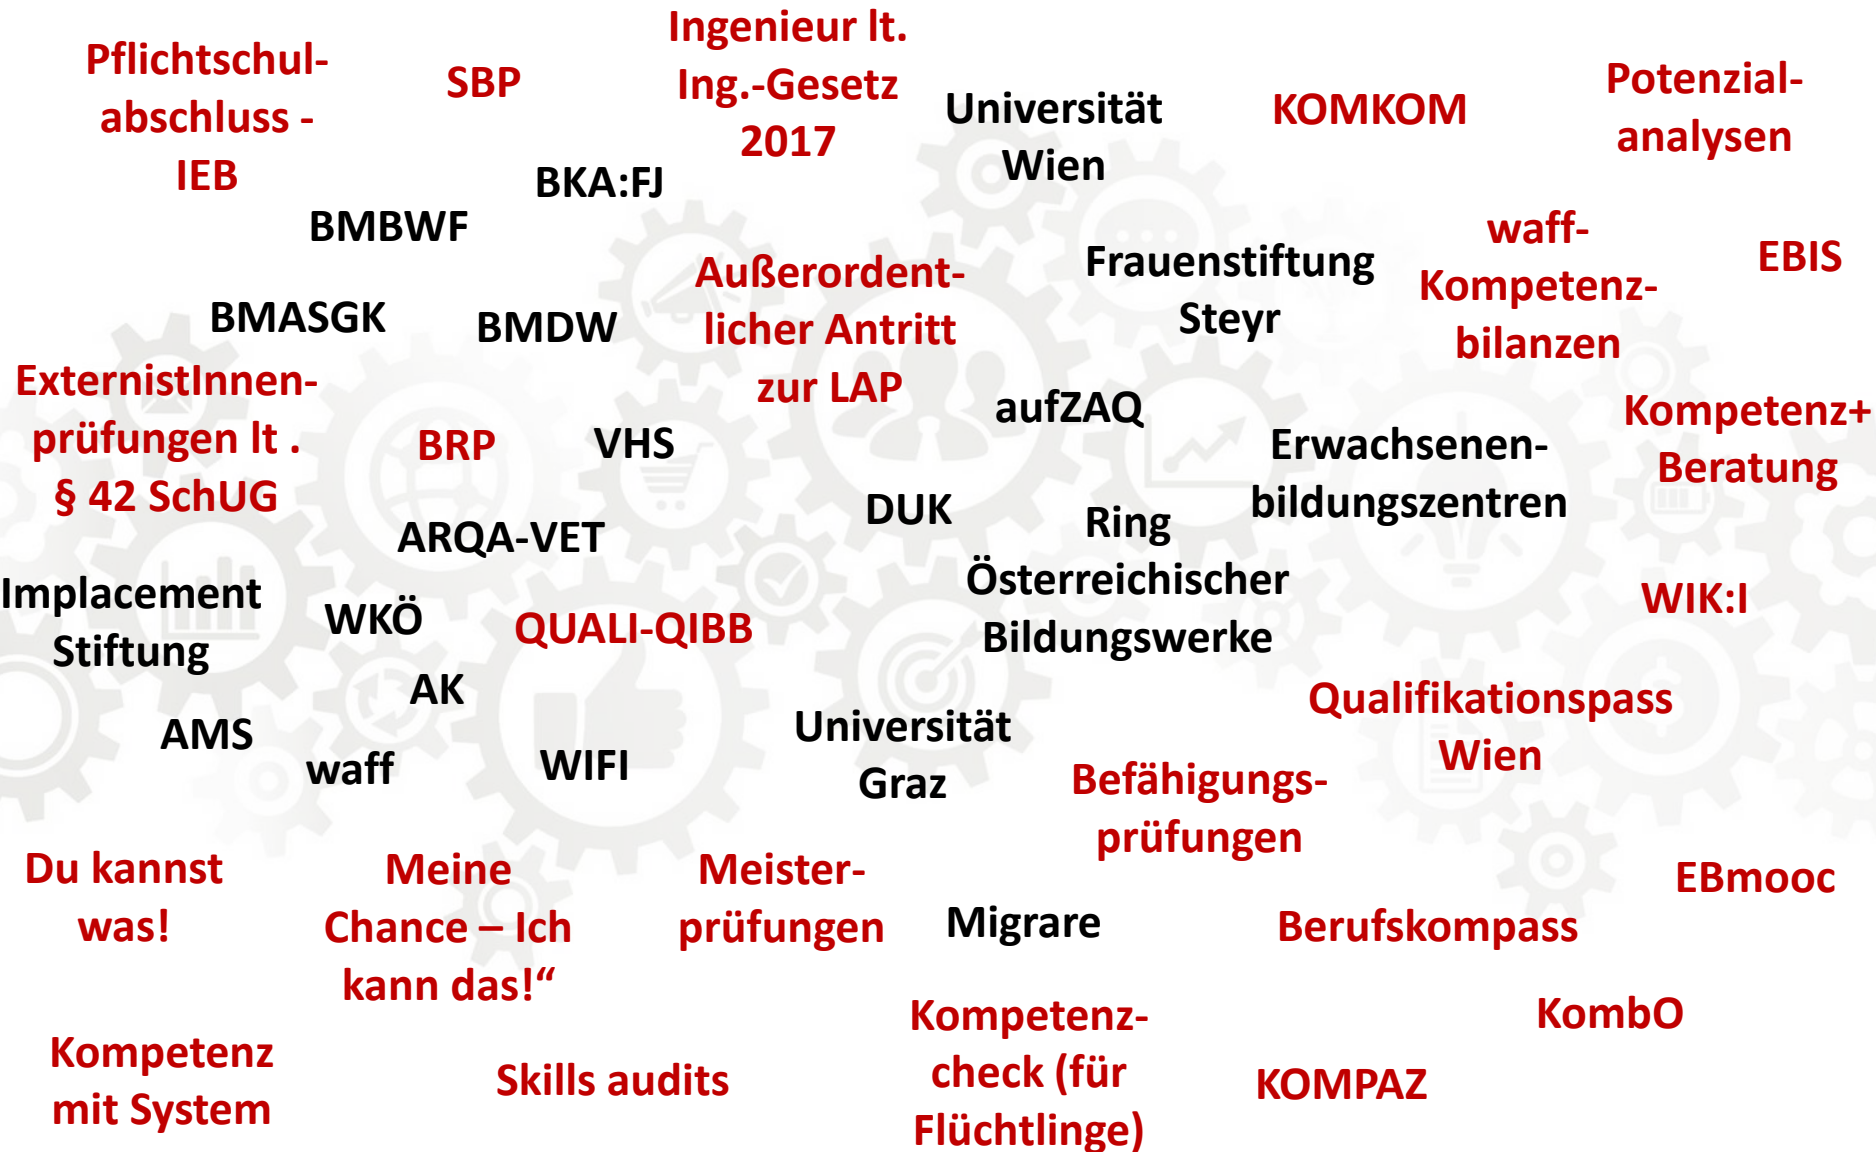 Pflichtschul-
abschluss -
IEB
SBP
Ingenieur lt.
Ing.-Gesetz
2017
Universität
Wien
KOMKOM
Potenzial-
analysen
BKA:FJ
BMBWF
BMASGK
BMDW
Außerordent-
licher Antritt
zur LAP
Frauenstiftung
Steyr
waff-
Kompetenz-
bilanzen
EBIS
ExternistInnen-
prüfungen lt .
§ 42 SchUG
BRP
VHS
aufZAQ
Erwachsenen-
bildungszentren
Kompetenz+
Beratung
ARQA-VET
DUK
Ring
Österreichischer
Bildungswerke
Implacement
Stiftung
WKÖ
QUALI-QIBB
WIK:I
AK
AMS
waff
WIFI
Universität
Graz
Qualifikationspass
Wien
Befähigungs-
prüfungen
Du kannst
was!
Meine
Chance – Ich
kann das!“
Meister-
prüfungen
Migrare
Berufskompass
EBmooc
Kompetenz
mit System
Skills audits
Kompetenz-
check (für
Flüchtlinge)
KOMPAZ
KombO